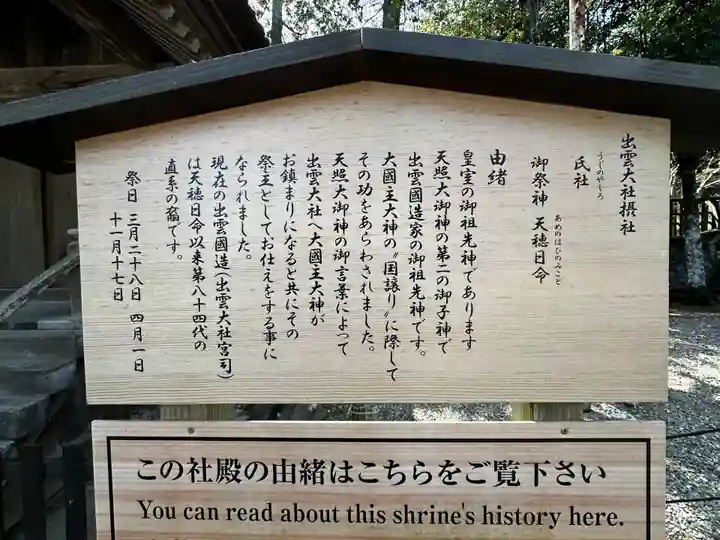 出雲大社摂社
氏社
うじのやしろ
御祭神 天穂日命
あめのほひのみこと
由緒
皇室の御祖先神であります
天照大御神の第二の御子神で
出雲國造家の御祖先神です。
大國主大神の〝国譲り〟に際して
その功をあらわされました。
天照大御神の御言葉によって
出雲大社へ大國主大神が
お鎮まりになると共にその
祭主としてお仕えをする事に
なられました。
現在の出雲國造(出雲大社宮司)
は天穂日命以来第八十四代の
直系の裔です。
祭日 三月二十八日 四月一日
十一月十七日
この社殿の由緒はこちらをご覧下さい
You can read about this shrine's history here.